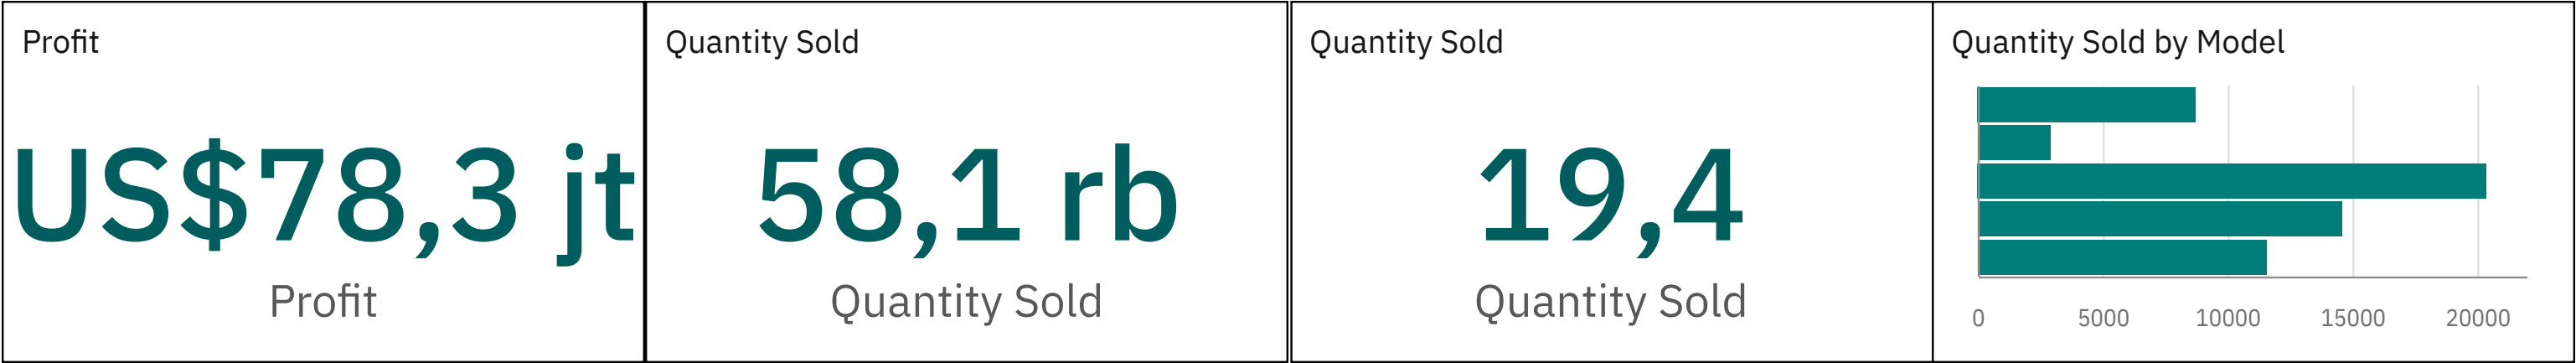 Profit
US$78,3 jt
Profit
Quantity Sold
58,1 rb
Quantity Sold
Quantity Sold
19,4
Quantity Sold
Quantity Sold by Model
0 5000 10000 15000 20000